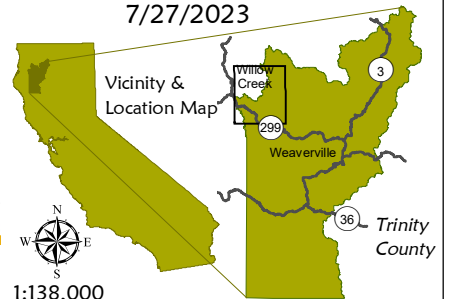 7/27/2023
Vicinity &
Location Map
Willow
Creek
3
299
Weaverville
36
Trinity
County
N
W
E
S
1:138,000